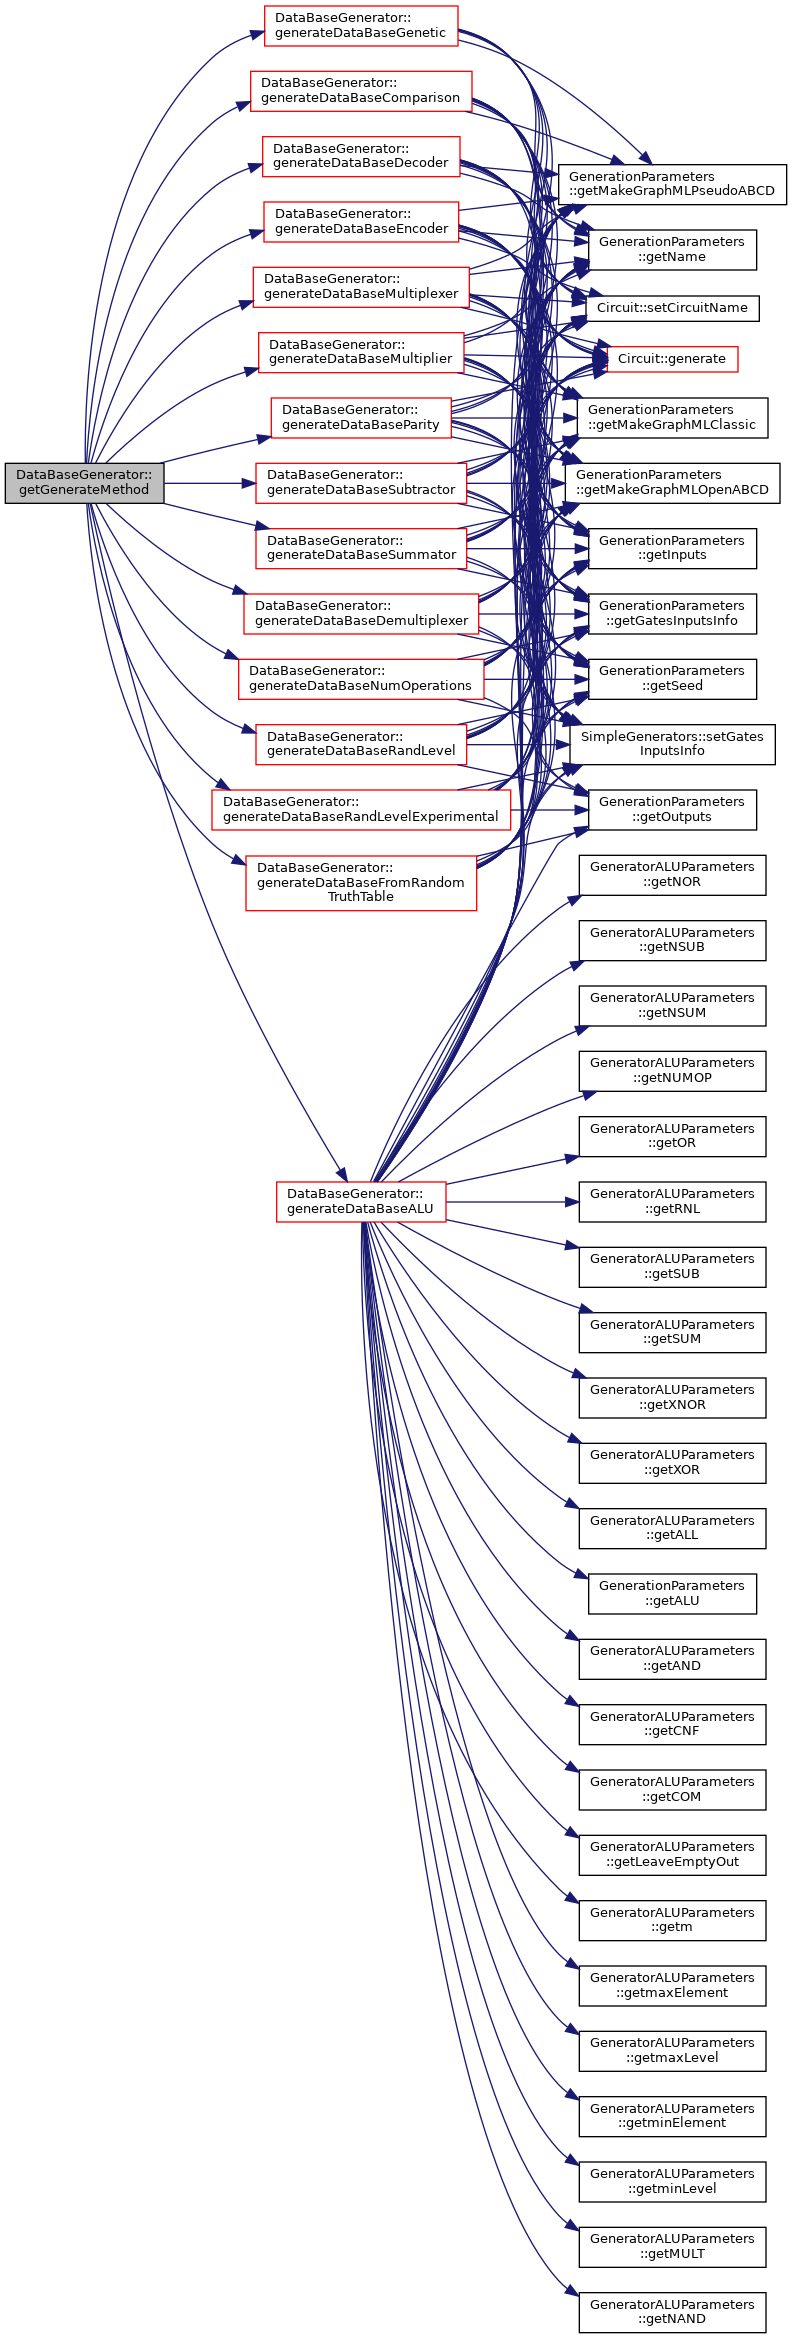 DataBaseGenerator::
getGenerateMethod
DataBaseGenerator::
generateDataBaseGenetic
DataBaseGenerator::
generateDataBaseComparison
DataBaseGenerator::
generateDataBaseDecoder
DataBaseGenerator::
generateDataBaseEncoder
DataBaseGenerator::
generateDataBaseMultiplexer
DataBaseGenerator::
generateDataBaseMultiplier
DataBaseGenerator::
generateDataBaseParity
DataBaseGenerator::
generateDataBaseSubtractor
DataBaseGenerator::
generateDataBaseSummator
DataBaseGenerator::
generateDataBaseDemultiplexer
DataBaseGenerator::
generateDataBaseNumOperations
DataBaseGenerator::
generateDataBaseRandLevel
DataBaseGenerator::
generateDataBaseRandLevelExperimental
DataBaseGenerator::
generateDataBaseFromRandom
TruthTable
DataBaseGenerator::
generateDataBaseALU
GenerationParameters
::getMakeGraphMLPseudoABCD
GenerationParameters
::getName
Circuit::setCircuitName
Circuit::generate
GenerationParameters
::getMakeGraphMLClassic
GenerationParameters
::getMakeGraphMLOpenABCD
GenerationParameters
::getInputs
GenerationParameters
::getGatesInputsInfo
GenerationParameters
::getSeed
SimpleGenerators::setGates
InputsInfo
GenerationParameters
::getOutputs
GeneratorALUParameters
::getNOR
GeneratorALUParameters
::getNSUB
GeneratorALUParameters
::getNSUM
GeneratorALUParameters
::getNUMOP
GeneratorALUParameters
::getOR
GeneratorALUParameters
::getRNL
GeneratorALUParameters
::getSUB
GeneratorALUParameters
::getSUM
GeneratorALUParameters
::getXNOR
GeneratorALUParameters
::getXOR
GeneratorALUParameters
::getALL
GenerationParameters
::getALU
GeneratorALUParameters
::getAND
GeneratorALUParameters
::getCNF
GeneratorALUParameters
::getCOM
GeneratorALUParameters
::getLeaveEmptyOut
GeneratorALUParameters
::getm
GeneratorALUParameters
::getmaxElement
GeneratorALUParameters
::getmaxLevel
GeneratorALUParameters
::getminElement
GeneratorALUParameters
::getminLevel
GeneratorALUParameters
::getMULT
GeneratorALUParameters
::getNAND